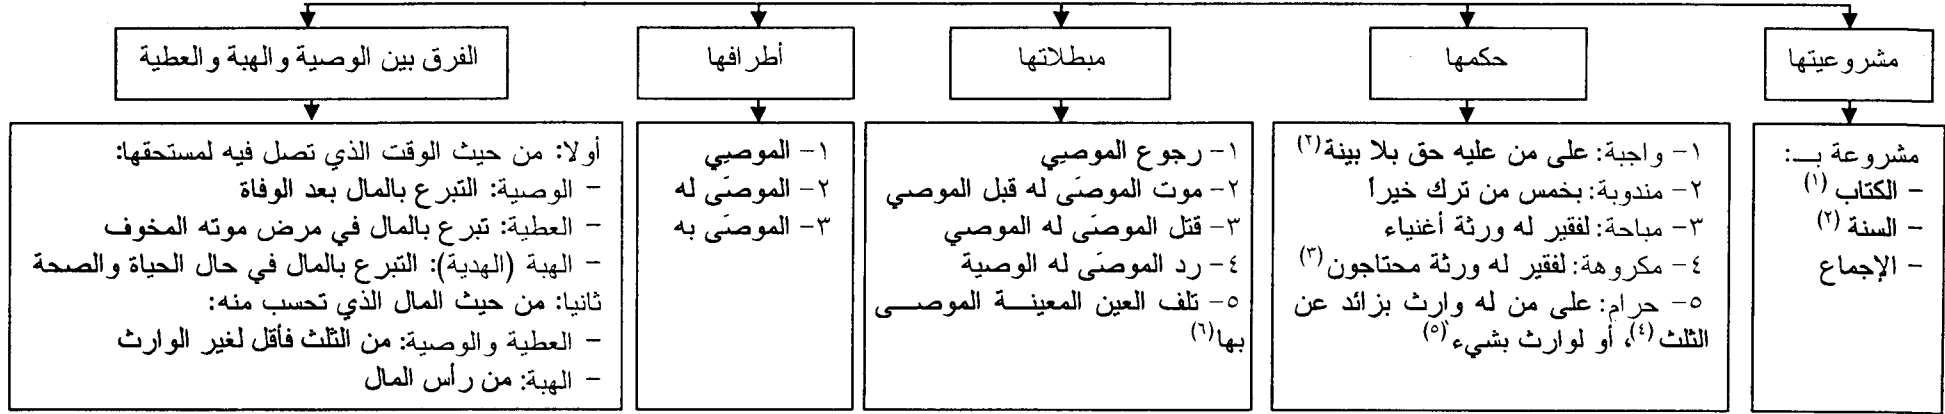 مشروعيتها
مشروعة بـ:
- الكتاب (١)
- السنة (٢)
- الإجماع
حكمها
١- واجبة: على من عليه حق بلا بينة (٢)
٢- مندوبة: بخمس من ترك خيراً
٣- مباحة: لفقير له ورثة أغنياء
٤- مكروهة: لفقير له ورثة محتاجون (٣)
٥- حرام: على من له وارث بزائد عن
الثلث (٤)، أو لوارث بشيء (٥)
مبطلاتها
١- رجوع الموصِي
٢- موت الموصَى له قبل الموصي
٣- قتل الموصَى له الموصي
٤- رد الموصَى له الوصية
٥- تلف العين المعينة الموصى
بها (٦)
أطرافها
١- الموصِي
٢- الموصَى له
٣- الموصَى به
الفرق بين الوصية والهبة والعطية
أولا: من حيث الوقت الذي تصل فيه لمستحقها:
- الوصية: التبرع بالمال بعد الوفاة
- العطية: تبرع بالمال في مرض موته المخوف
- الهبة (الهدية): التبرع بالمال في حال الحياة والصحة
ثانيا: من حيث المال الذي تحسب منه:
- العطية والوصية: من الثلث فأقل لغير الوارث
- الهبة: من رأس المال